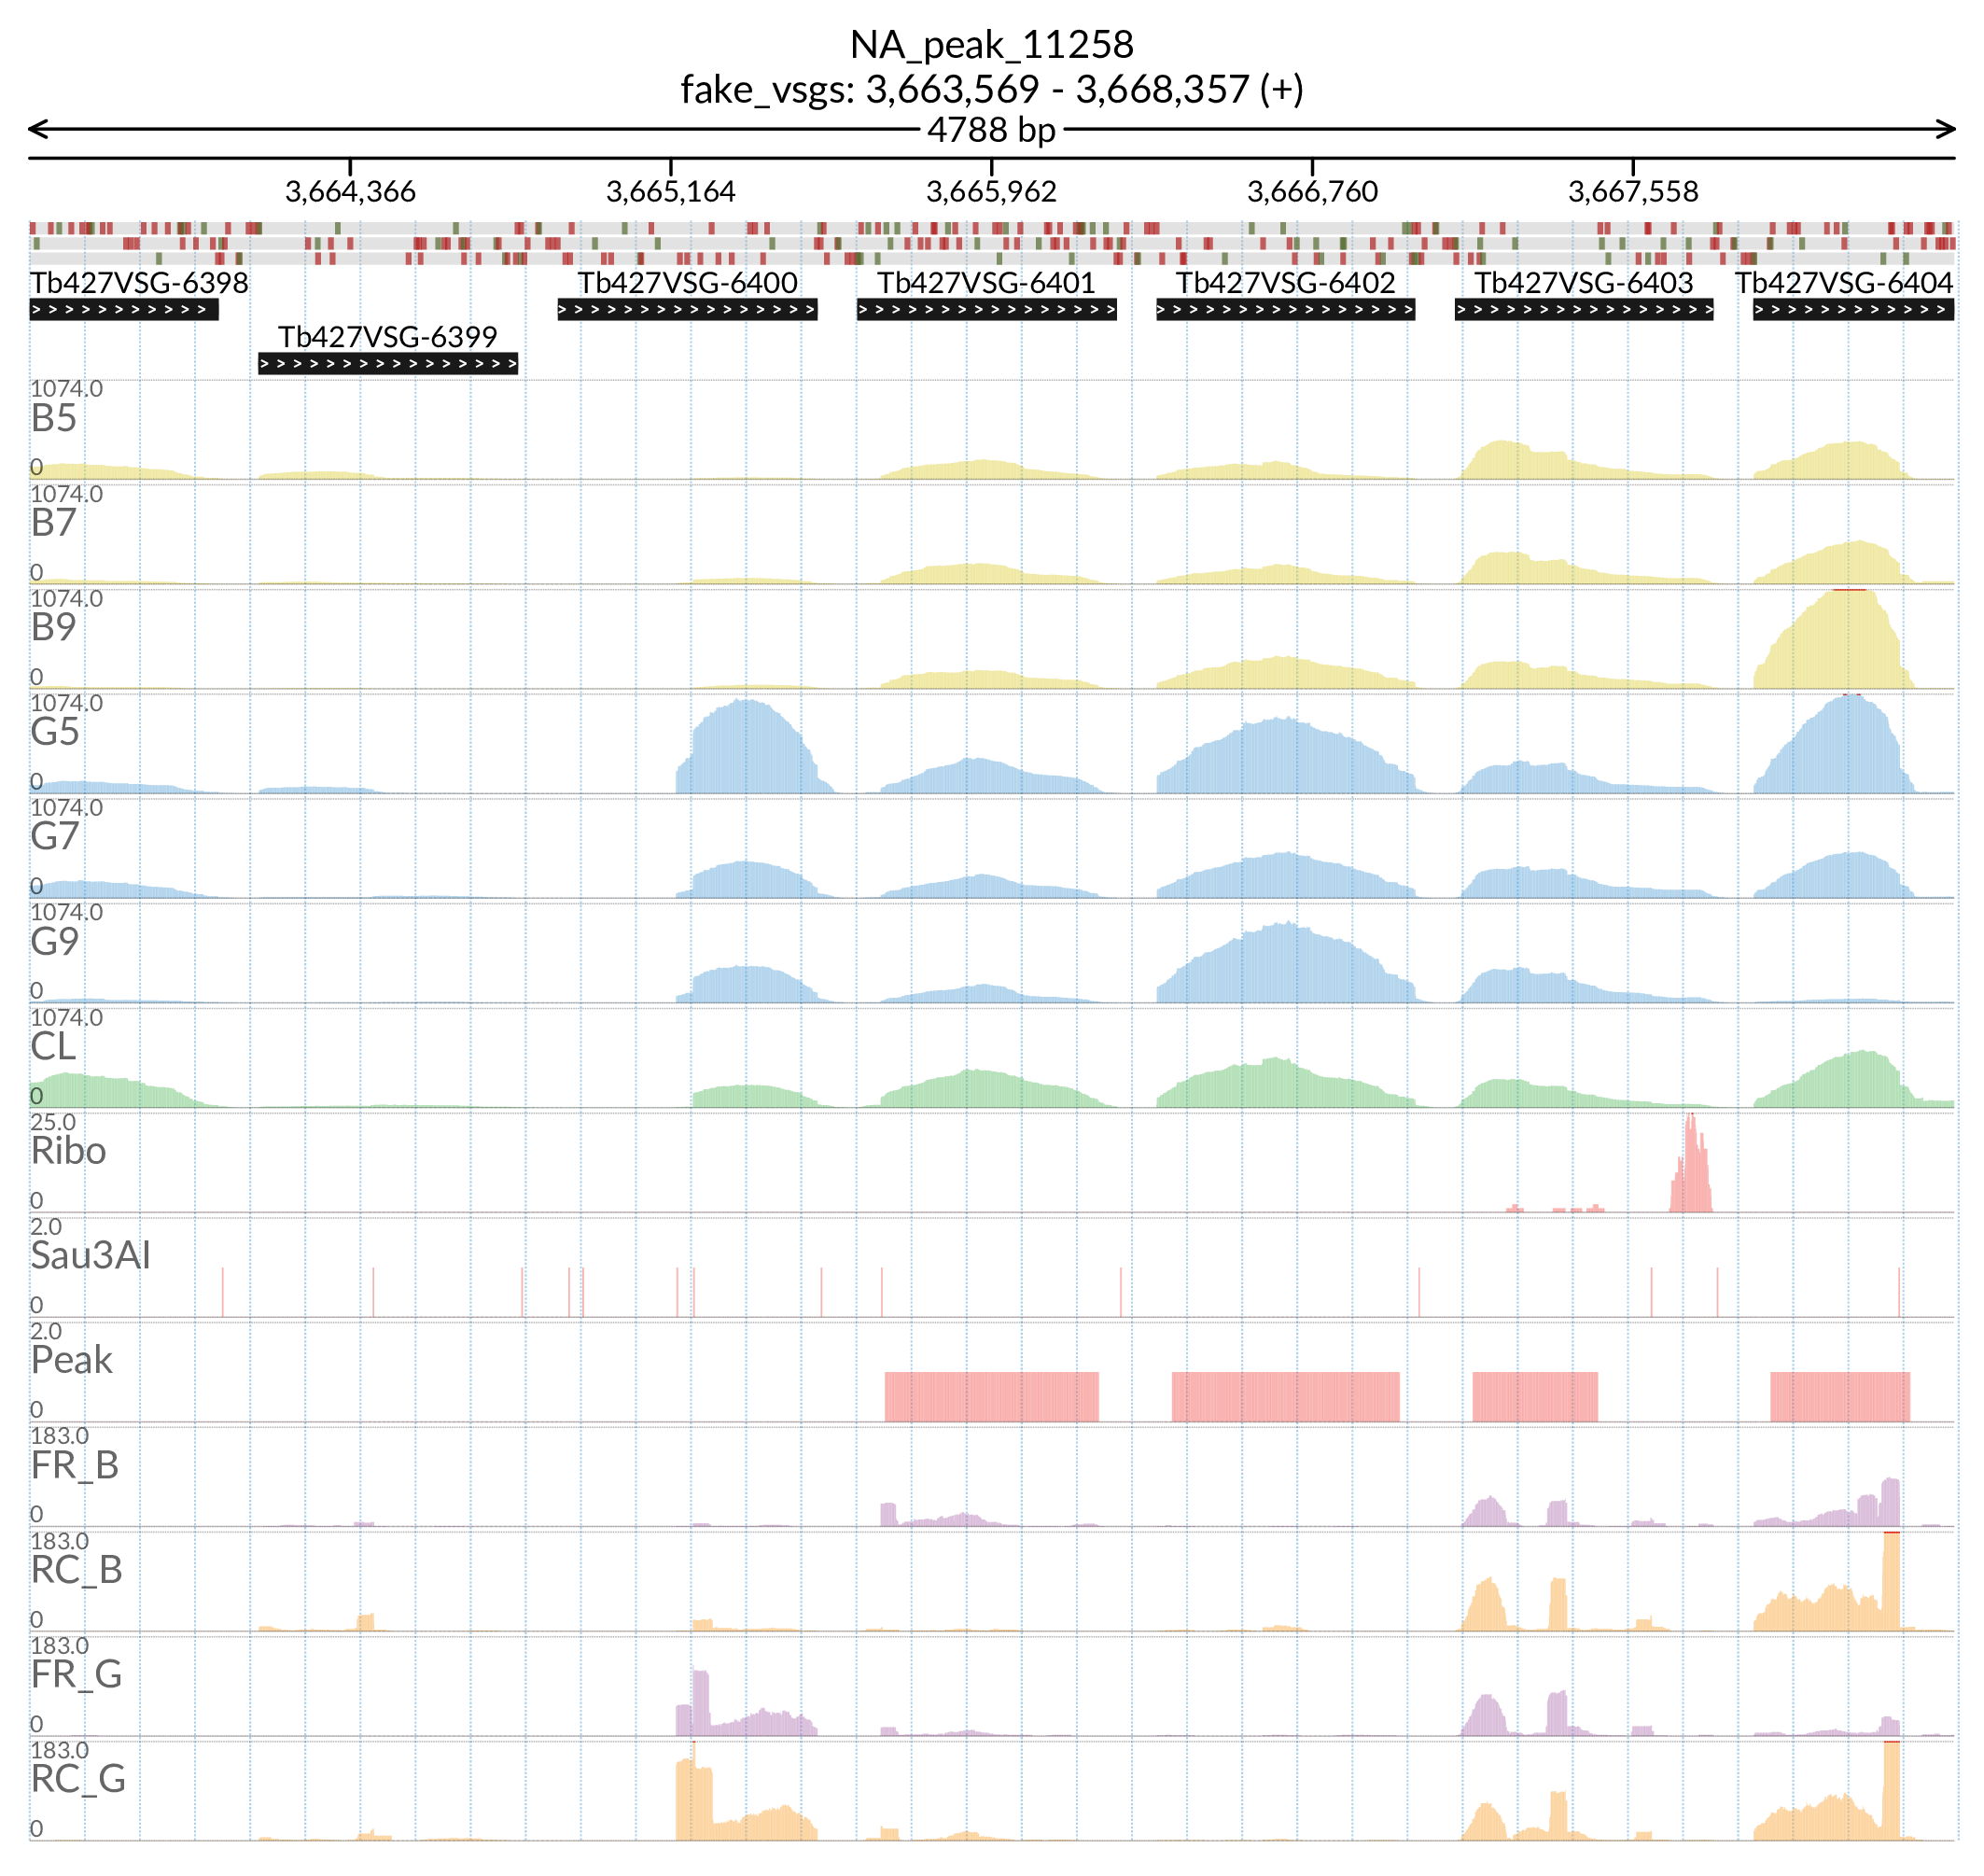 NA_peak_11258
fake_vsgs: 3,663,569 - 3,668,357 (+)
4788 bp
3,664,366 3,665,164 3,665,962 3,666,760 3,667,558
Tb427VSG-6398 Tb427VSG-6400 Tb427VSG-6401 Tb427VSG-6402 Tb427VSG-6403 Tb427VSG-6404
Tb427VSG-6399
1074.0
B5
0
1074.0
B7
0
1074.0
B9
0
1074.0
G5
0
1074.0
G7
0
1074.0
G9
0
1074.0
CL
0
25.0
Ribo
0
2.0
Sau3AI
0
2.0
Peak
0
183.0
FR_B
0
183.0
RC_B
0
183.0
FR_G
0
183.0
RC_G
0